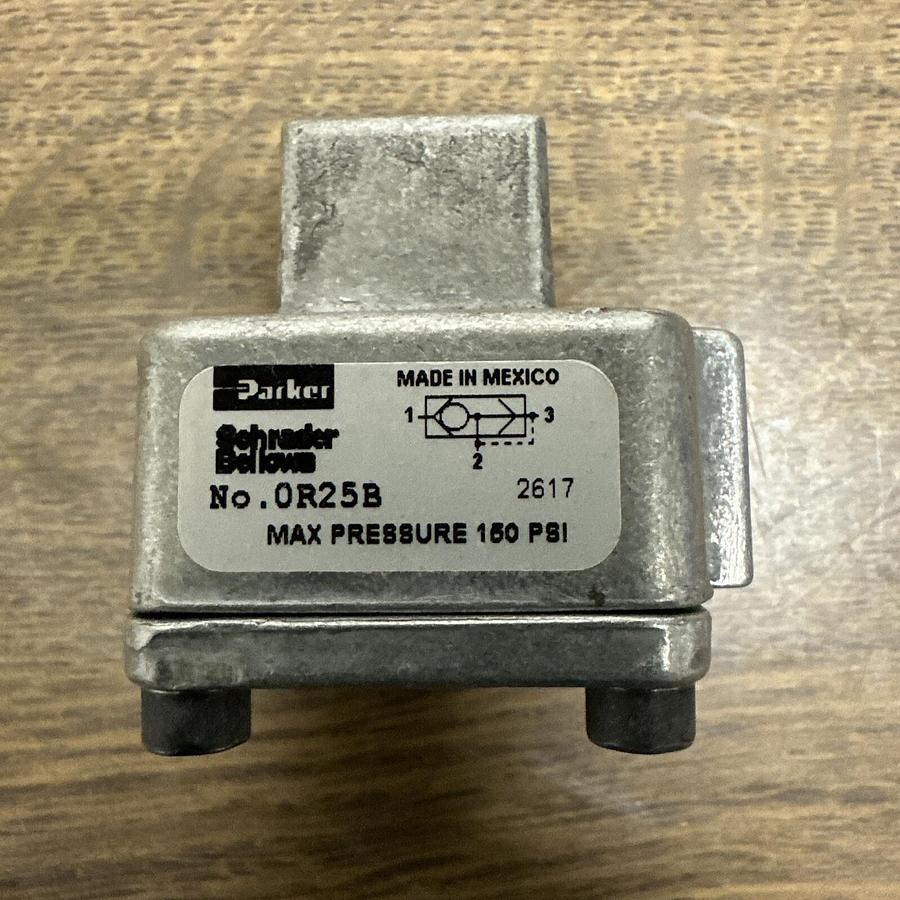 Parker
MADE IN MEXICO
1 3
2
Schrader
Bellows
No.0R25B
2617
MAX PRESSURE 150 PSI